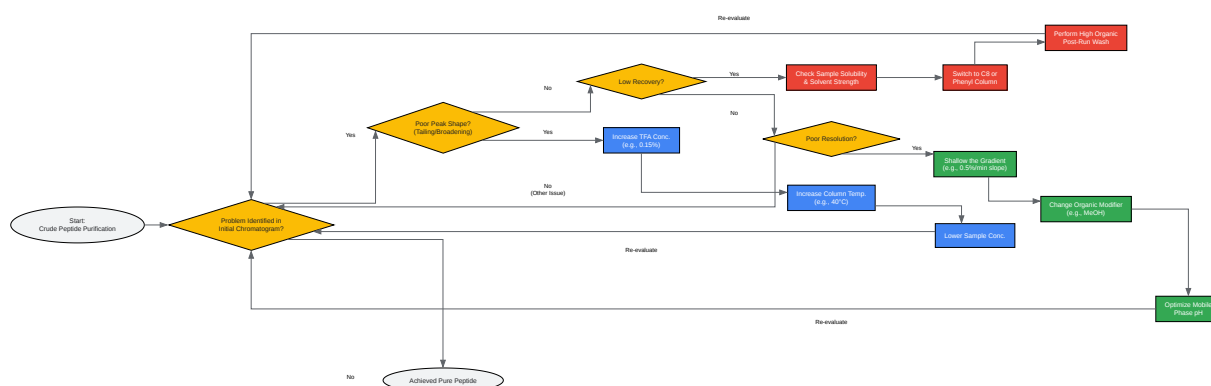 Re-evaluate
Perform High Organic
Post-Run Wash
Low Recovery?
Yes
Check Sample Solubility
& Solvent Strength
Switch to C8 or
Phenyl Column
No
Poor Peak Shape?
(Tailing/Broadening)
Yes
Yes
Increase TFA Conc.
(e.g., 0.15%)
No
Poor Resolution?
Yes
Shallow the Gradient
(e.g., 0.5%/min slope)
No
(Other Issue)
Increase Column Temp.
(e.g., 40°C)
Change Organic Modifier
(e.g., MeOH)
Start:
Crude Peptide Purification
Problem Identified in
Initial Chromatogram?
Lower Sample Conc.
Re-evaluate
Optimize Mobile
Phase pH
Re-evaluate
No
Achieved Pure Peptide